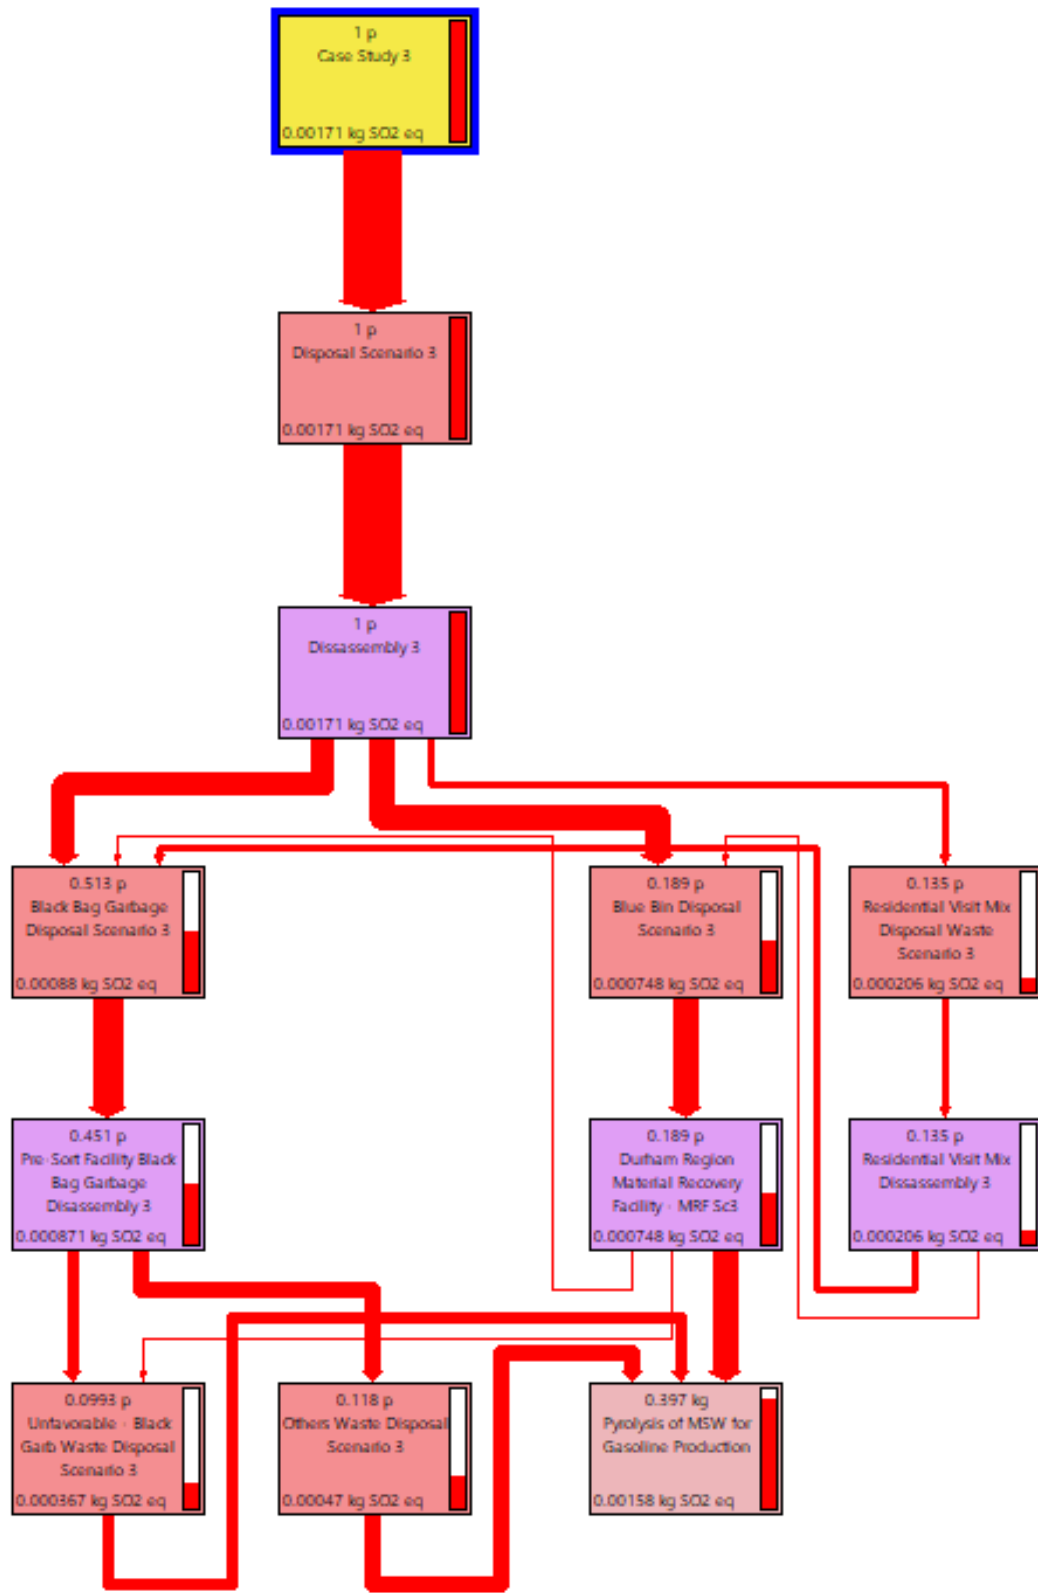 1 p
Case Study 3
0.00171 kg SO2 eq
1 p
Disposal Scenario 3
0.00171 kg SO2 eq
1 p
Dissassembly 3
0.00171 kg SO2 eq
0.513 p
Black Bag Garbage
Disposal Scenario 3
0.00088 kg SO2 eq
0.189 p
Blue Bin Disposal
Scenario 3
0.000748 kg SO2 eq
0.135 p
Residential Visit Mix
Disposal Waste
Scenario 3
0.000206 kg SO2 eq
0.451 p
Pre-Sort Facility Black
Bag Garbage
Disassembly 3
0.000871 kg SO2 eq
0.189 p
Durham Region
Material Recovery
Facility - MRF Sc3
0.000748 kg SO2 eq
0.135 p
Residential Visit Mix
Dissassembly 3
0.000206 kg SO2 eq
0.0993 p
Unfavorable - Black
Garb Waste Disposal
Scenario 3
0.000367 kg SO2 eq
0.118 p
Others Waste Disposal
Scenario 3
0.00047 kg SO2 eq
0.397 kg
Pyrolysis of MSW for
Gasoline Production
0.00158 kg SO2 eq